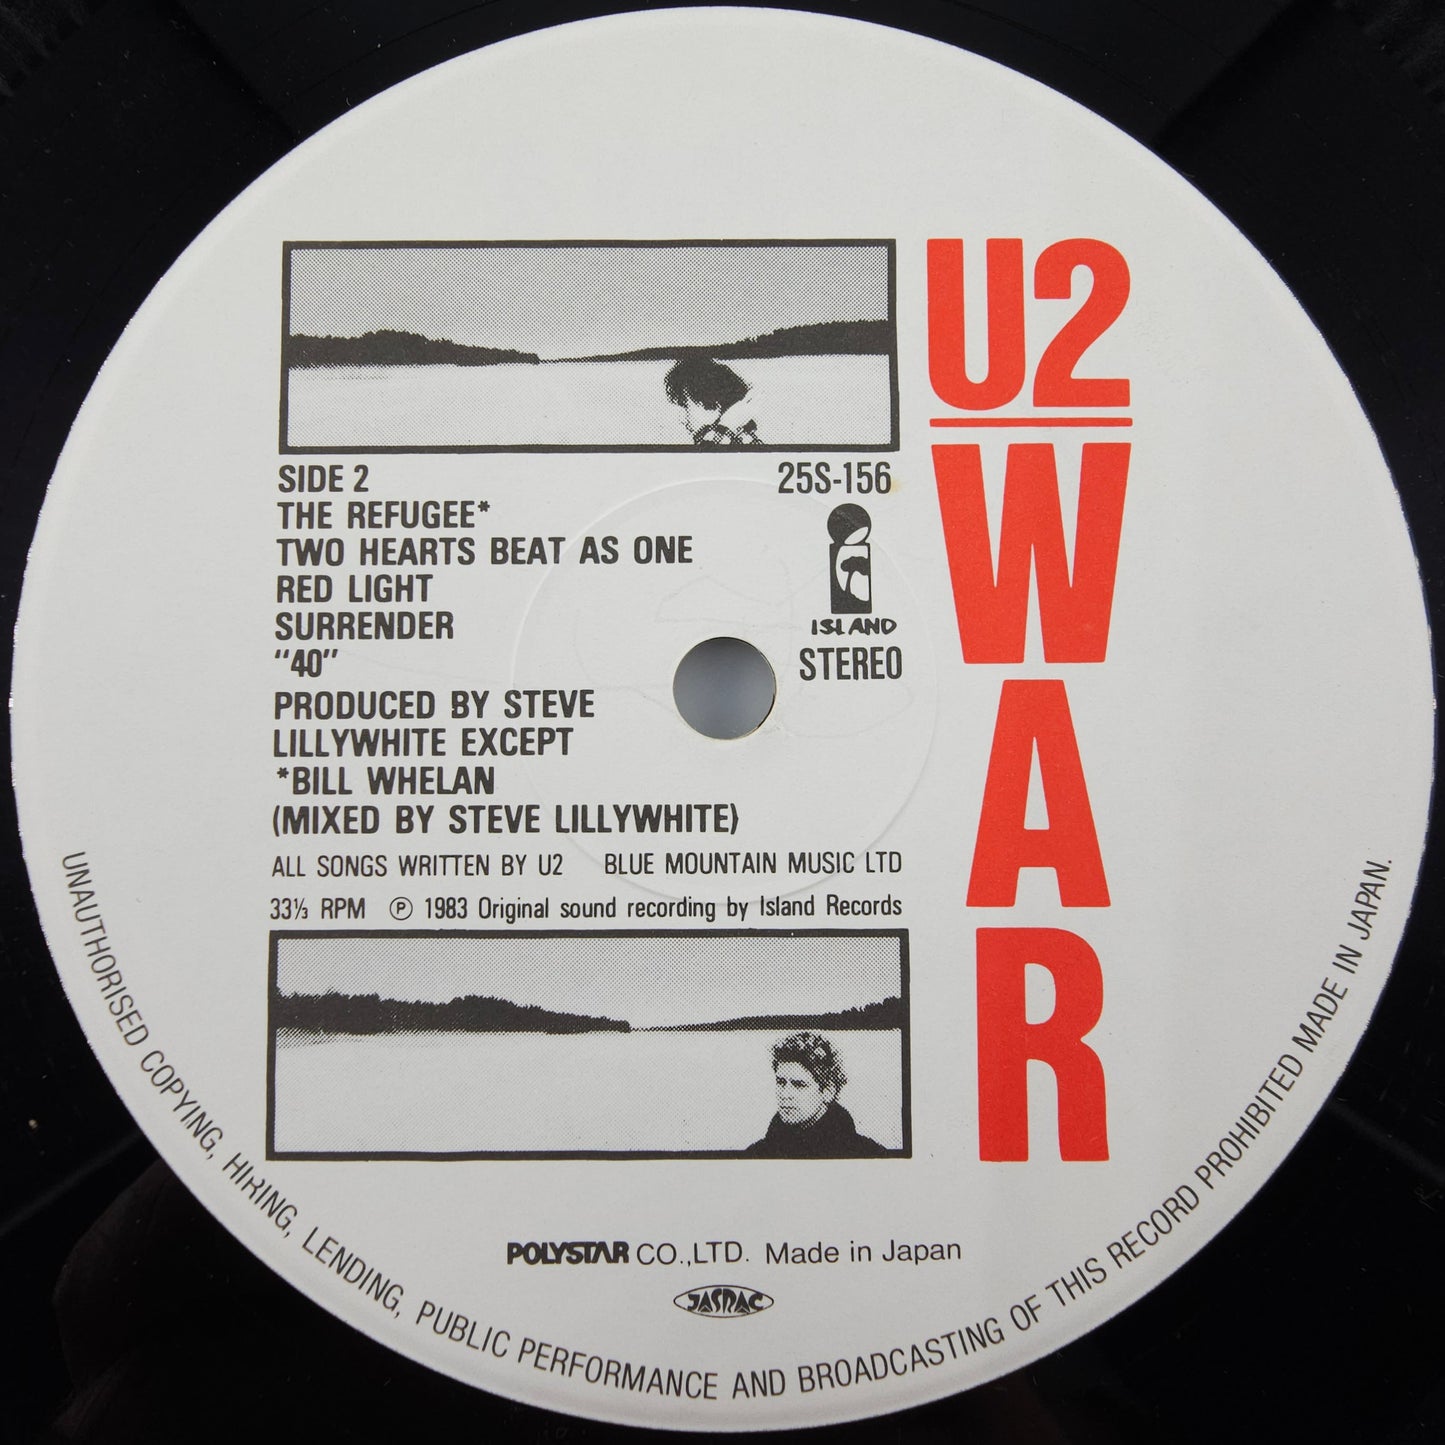 U2
WAR
SIDE 2
25S-156
THE REFUGEE*
TWO HEARTS BEAT AS ONE
RED LIGHT
SURRENDER
"40"
ISLAND
STEREO
PRODUCED BY STEVE
LILLYWHITE EXCEPT
*BILL WHELAN
(MIXED BY STEVE LILLYWHITE)
ALL SONGS WRITTEN BY U2 BLUE MOUNTAIN MUSIC LTD
33⅓ RPM ℗ 1983 Original sound recording by Island Records
POLYSTAR CO.,LTD. Made in Japan
JASRAC
UNAUTHORISED COPYING, HIRING, LENDING, PUBLIC PERFORMANCE AND BROADCASTING OF THIS RECORD PROHIBITED MADE IN JAPAN.